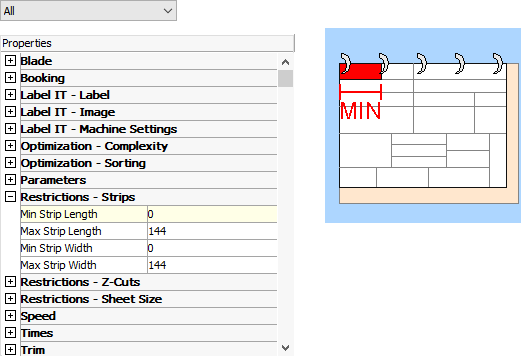 All
Properties
Blade
Booking
Label IT - Label
Label IT - Image
Label IT - Machine Settings
Optimization - Complexity
Optimization - Sorting
Parameters
Restrictions - Strips
Min Strip Length 0
Max Strip Length 144
Min Strip Width 0
Max Strip Width 144
Restrictions - Z-Cuts
Restrictions - Sheet Size
Speed
Times
Trim
MIN